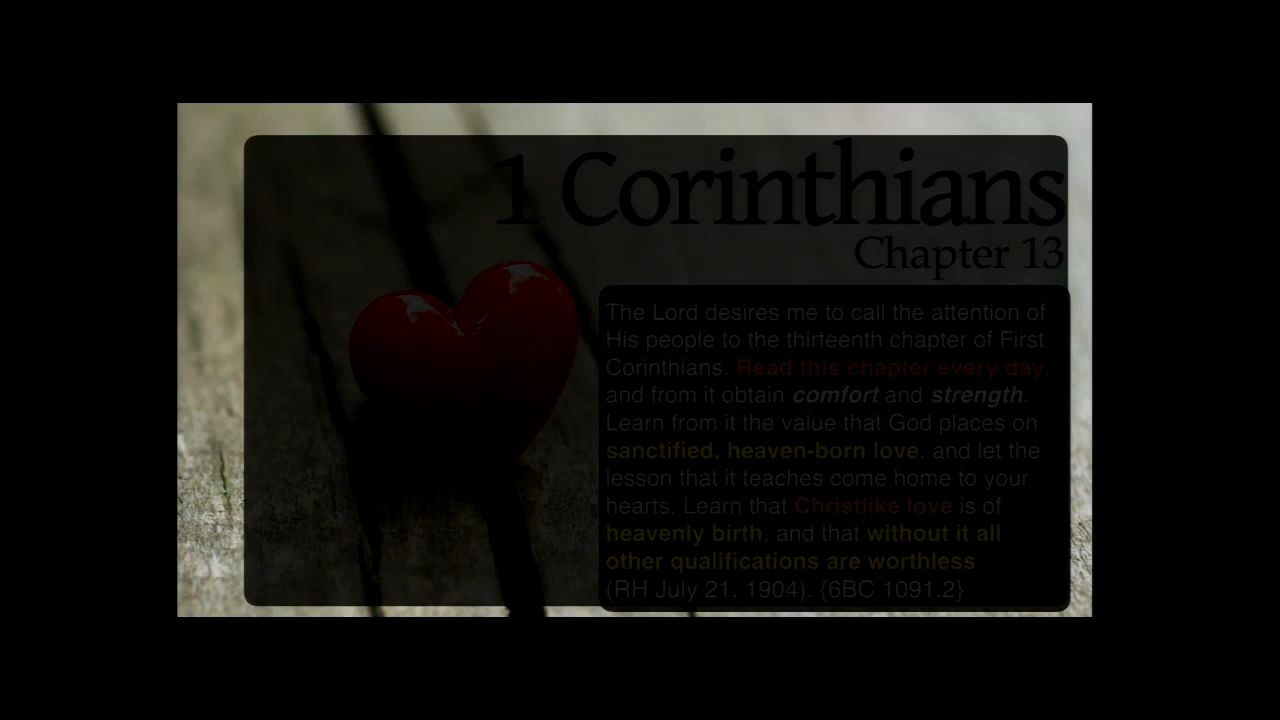 1 Corinthians
Chapter 13
The Lord desires me to call the attention of
His people to the thirteenth chapter of First
Corinthians. Read this chapter every day,
and from it obtain comfort and strength.
Learn from it the value that God places on
sanctified, heaven-born love, and let the
lesson that it teaches come home to your
hearts. Learn that Christlike love is of
heavenly birth, and that without it all
other qualifications are worthless
(RH July 21, 1904). {6BC 1091.2}